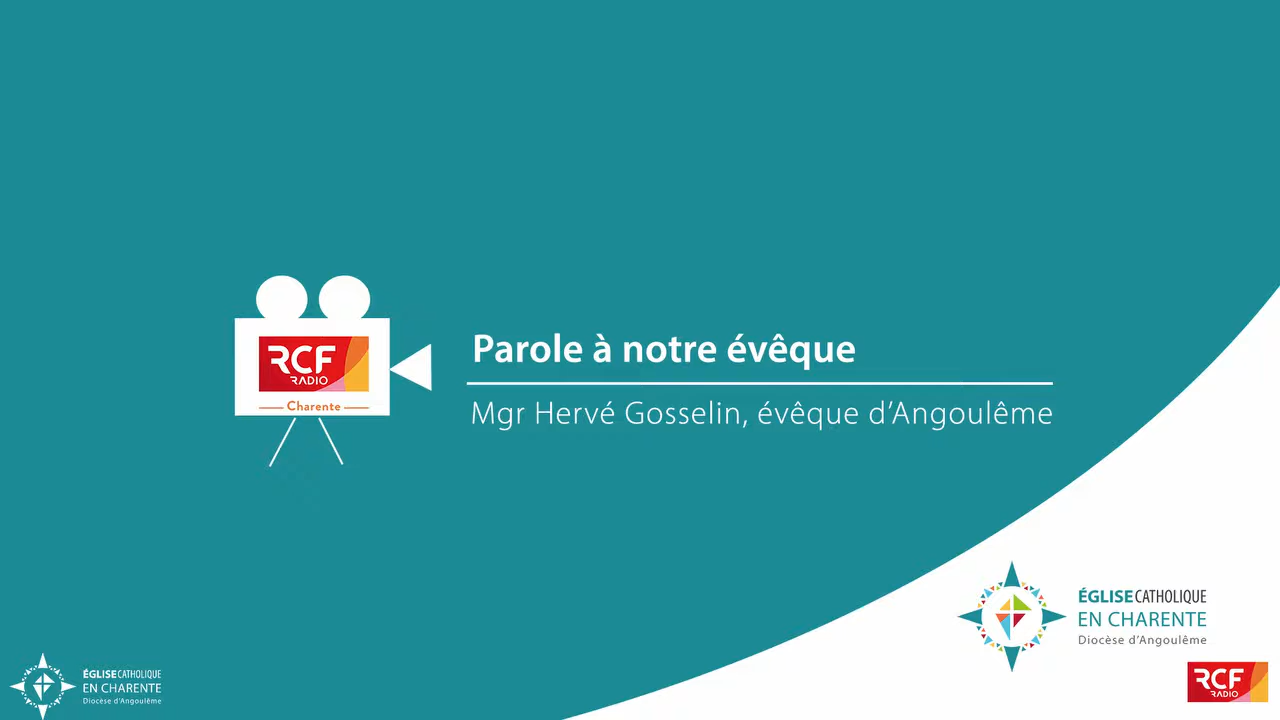 RCF
RADIO
Charente
Parole à notre évêque
Mgr Hervé Gosselin, évêque d'Angoulême
ÉGLISE CATHOLIQUE
EN CHARENTE
Diocèse d'Angoulême
RCF
RADIO
ÉGLISE CATHOLIQUE
EN CHARENTE
Diocèse d'Angoulême